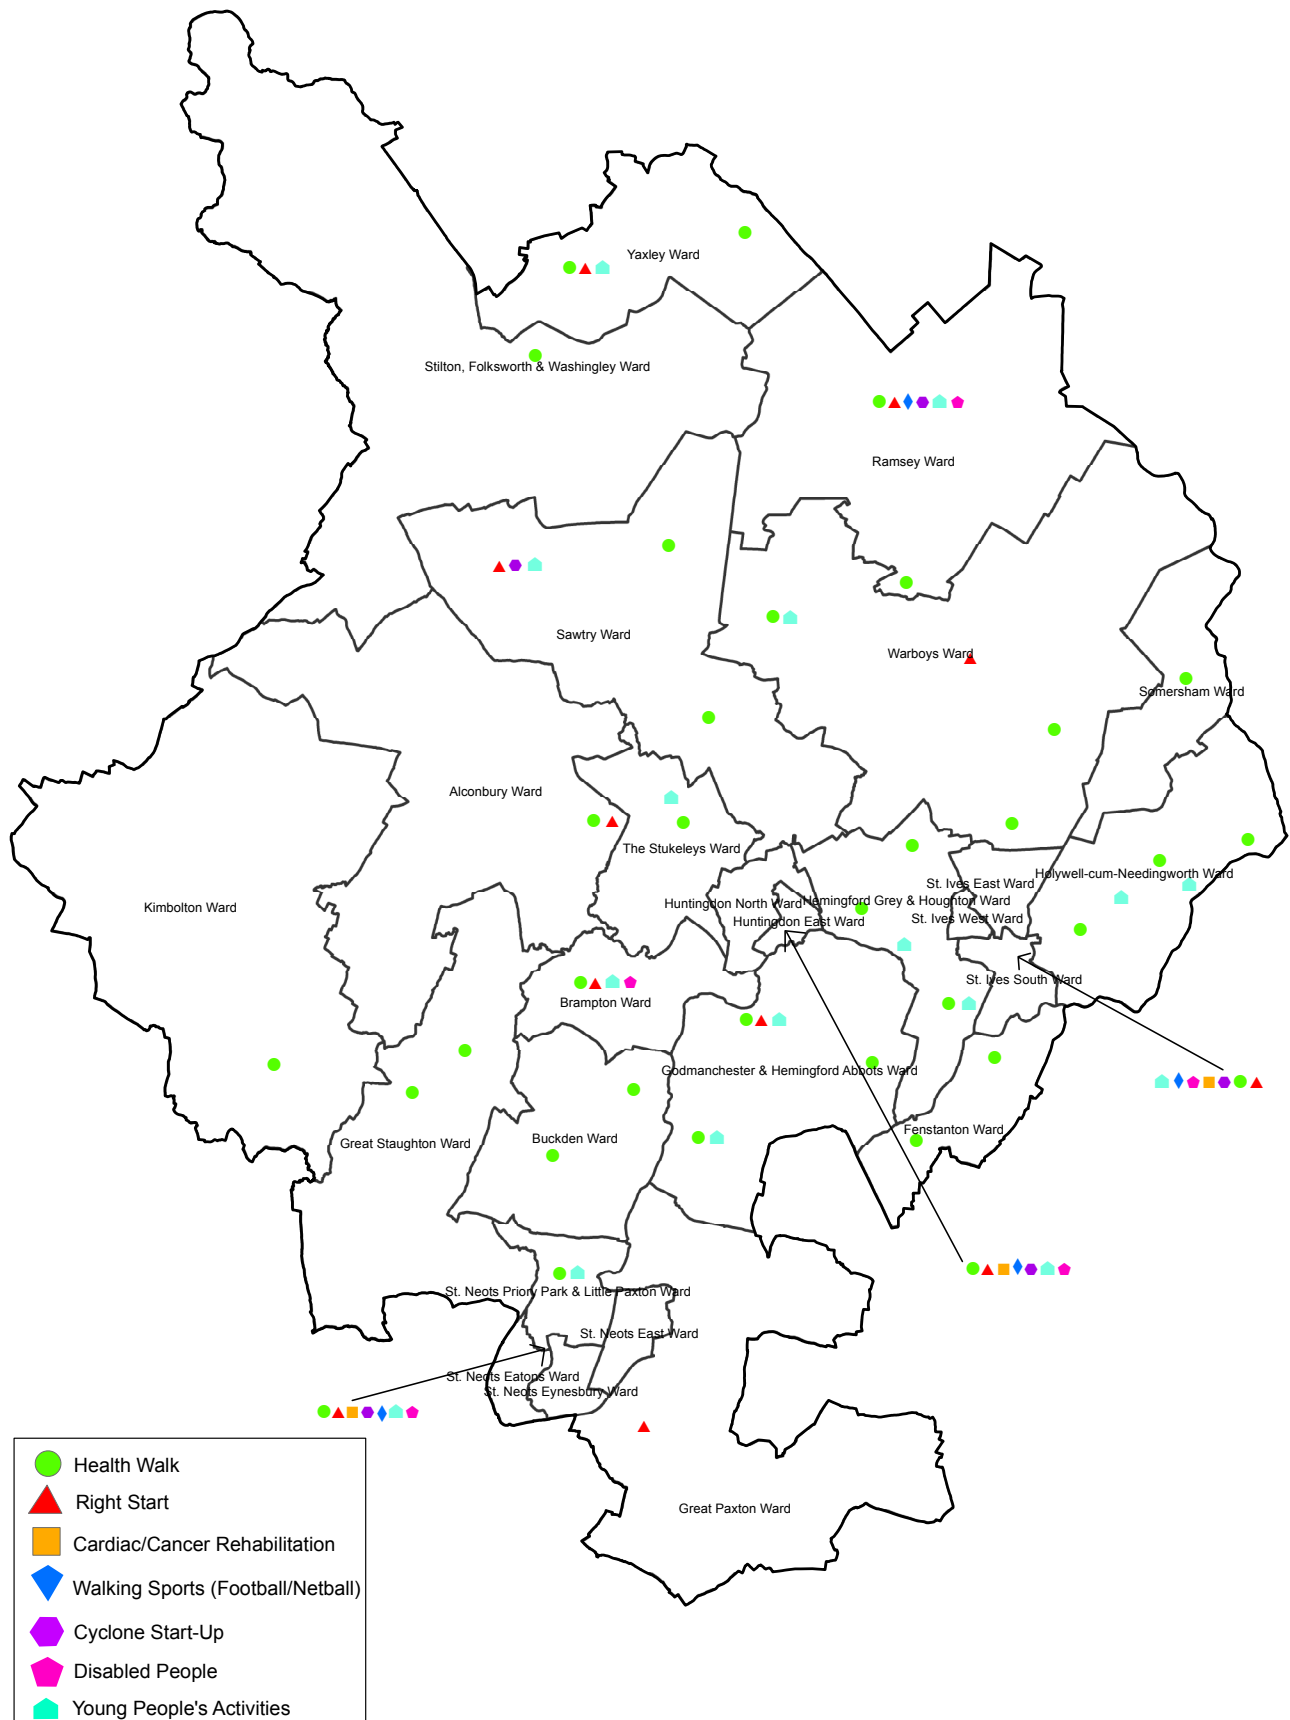 Yaxley Ward
Stilton, Folksworth & Washingley Ward
Ramsey Ward
Sawtry Ward
Warboys Ward
Somersham Ward
Alconbury Ward
The Stukeleys Ward
Holywell-cum-Needingworth Ward
St. Ives East Ward
Kimbolton Ward
Huntingdon North Ward
Hemingford Grey & Houghton Ward
St. Ives West Ward
Huntingdon East Ward
St. Ives South Ward
Brampton Ward
Godmanchester & Hemingford Abbots Ward
Fenstanton Ward
Buckden Ward
Great Staughton Ward
St. Neots Priory Park & Little Paxton Ward
St. Neots East Ward
St. Neots Eatons Ward
St. Neots Eynesbury Ward
Great Paxton Ward
Health Walk
Right Start
Cardiac/Cancer Rehabilitation
Walking Sports (Football/Netball)
Cyclone Start-Up
Disabled People
Young People's Activities